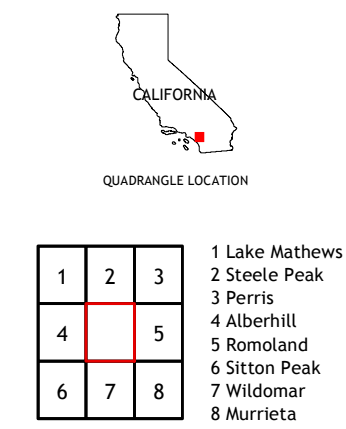 CALIFORNIA
QUADRANGLE LOCATION
1 2 3
4 5
6 7 8
1 Lake Mathews
2 Steele Peak
3 Perris
4 Alberhill
5 Romoland
6 Sitton Peak
7 Wildomar
8 Murrieta